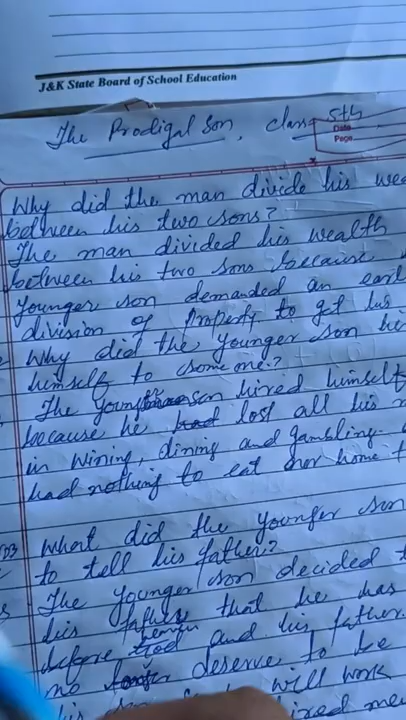 J&K State Board of School Education
The Prodigal Son, class 5th
Date
Page
Why did the man divide his
between his two sons?
The man divided his wealth
between his two sons because
Younger son demanded an
division of Property to get his
Why did the younger son
himself to some me?
The son hired himself
because he lost all his
in Wining, dining and gambling.
had nothing to eat nor home
What did the Younger son
to tell his father?
The Younger son decided
his father that he has
before and his father.
no deserve to be
will work